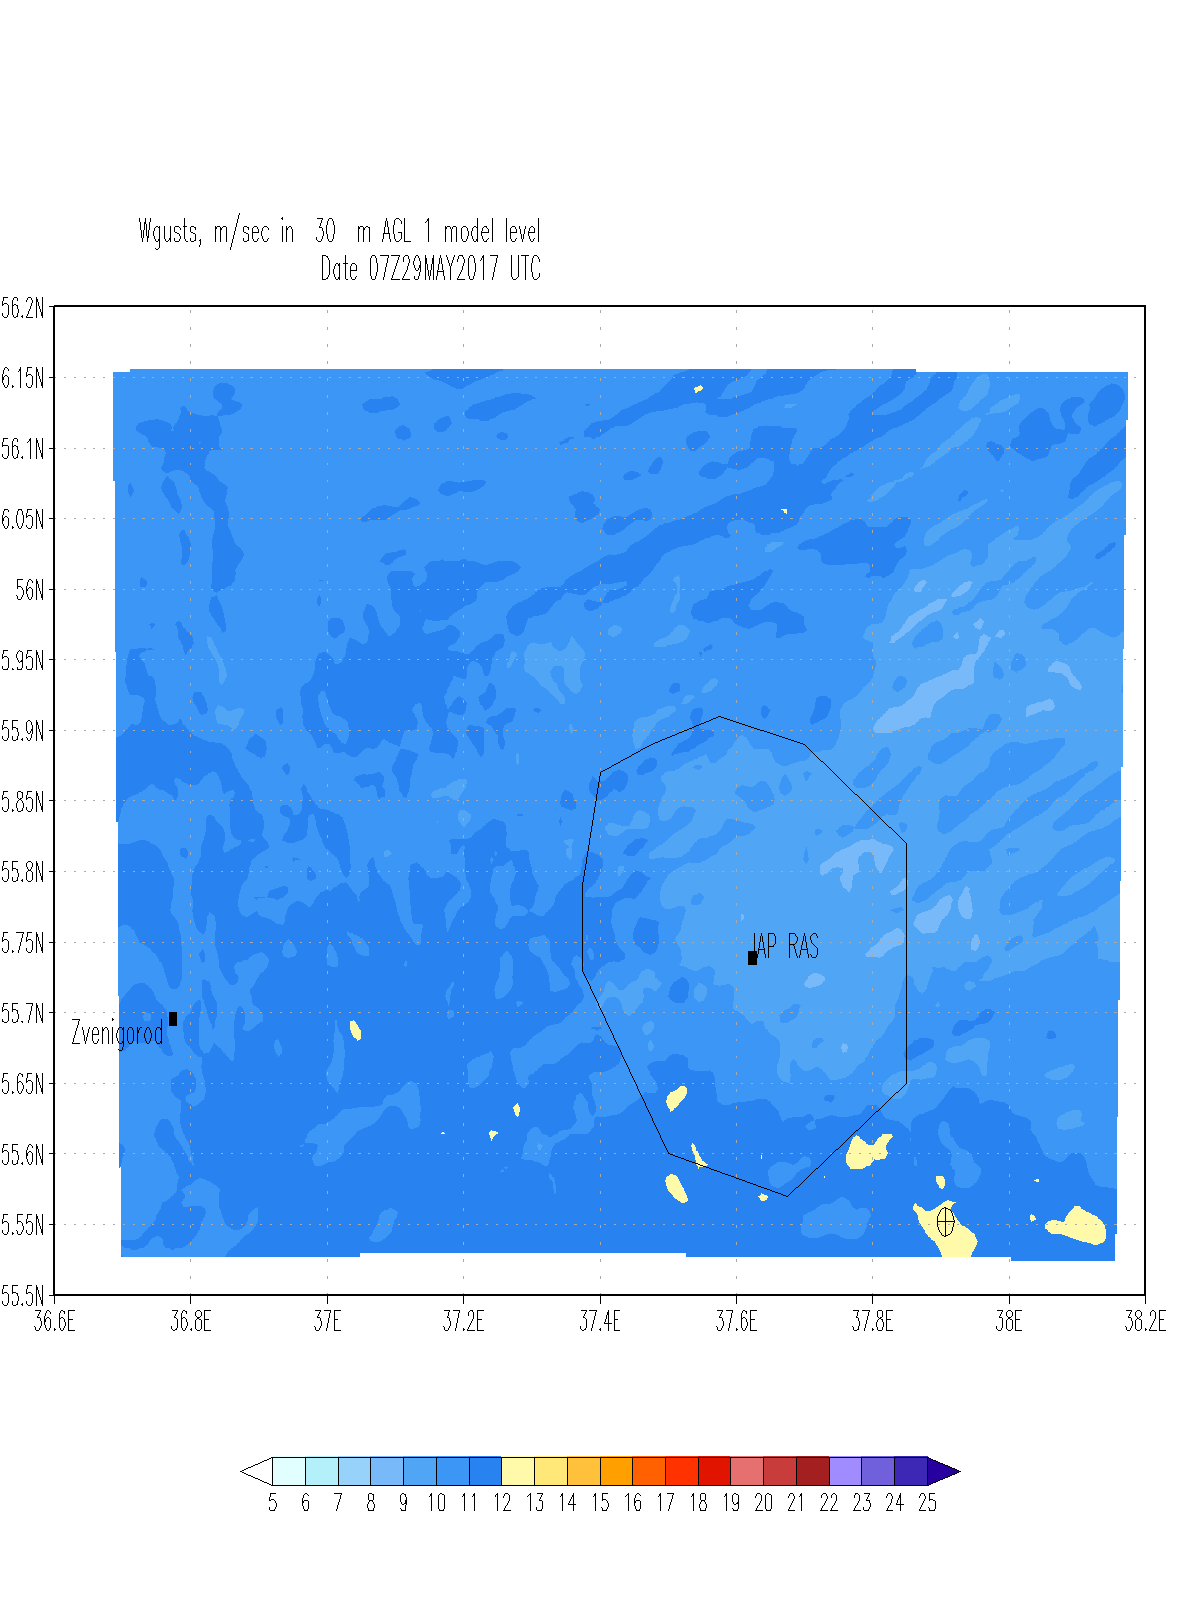 Wgusts, m/sec in 30 m AGL 1 model level
Date 07Z29MAY2017 UTC
56.2N
6.15N
56.1N
6.05N
56N
5.95N
55.9N
5.85N
55.8N
5.75N
IAP RAS
55.7N
Zvenigorod
5.65N
55.6N
5.55N
55.5N
36.6E 36.8E 37E 37.2E 37.4E 37.6E 37.8E 38E 38.2E
5 6 7 8 9 10 11 12 13 14 15 16 17 18 19 20 21 22 23 24 25